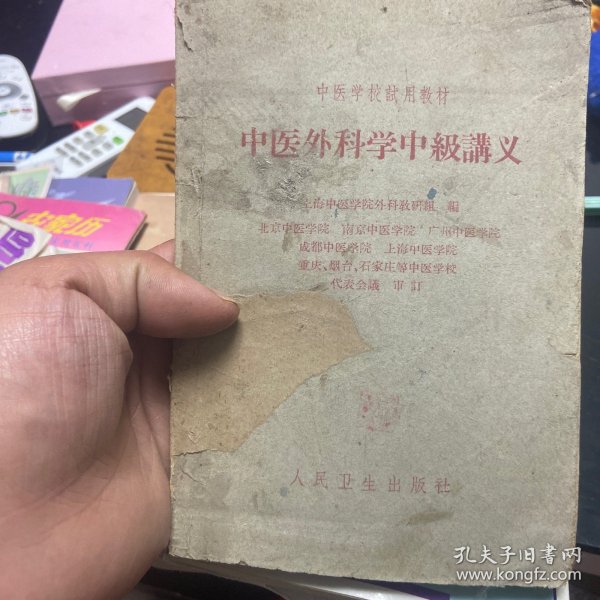 中医学校試用教材
中医外科学中級講义
上海中医学院外科教研組 編
北京中医学院 南京中医学院 广州中医学院
成都中医学院 上海中医学院
重庆、烟台、石家庄等中医学校
代表会議 审訂
人民卫生出版社
孔夫子旧书网
www.kongfz.com